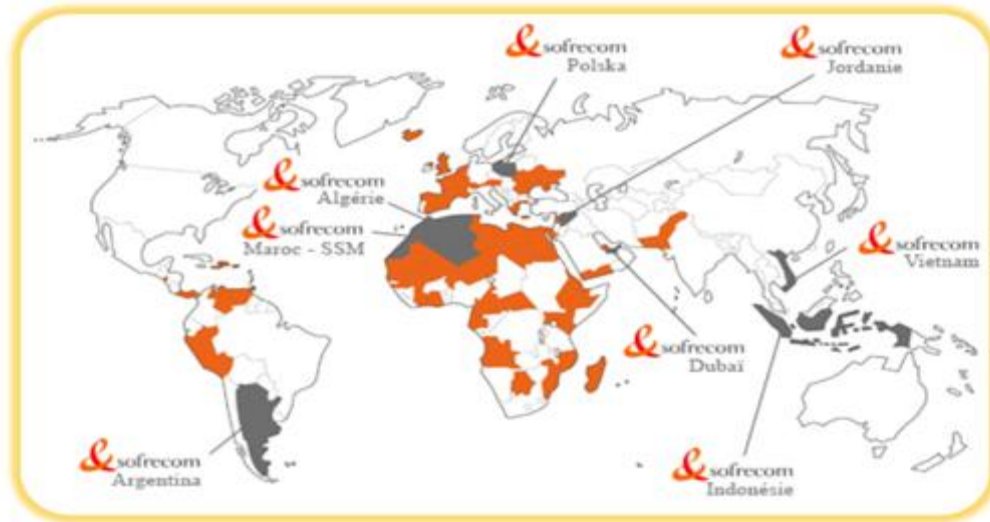 & sofrecom
Polska
& sofrecom
Jordanie
& sofrecom
Algérie
& sofrecom
Maroc - SSM
& sofrecom
Vietnam
& sofrecom
Dubaï
& sofrecom
Argentina
& sofrecom
Indonésie